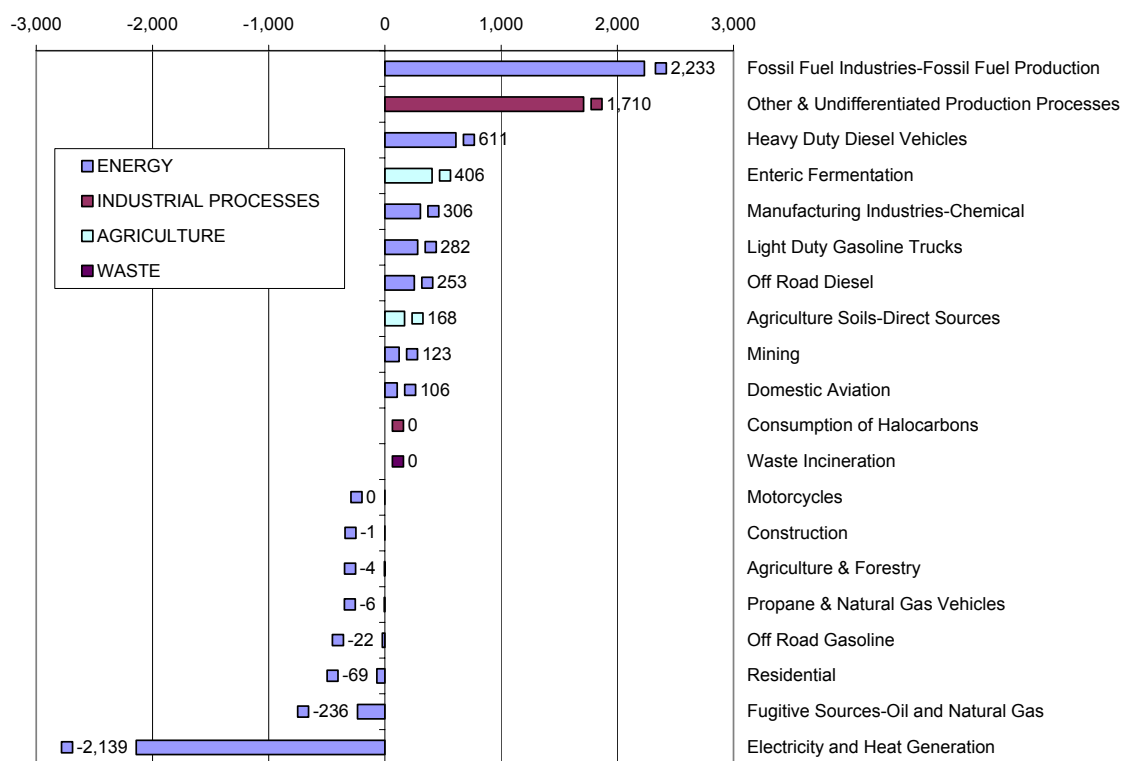 -3,000 -2,000 -1,000 0 1,000 2,000 3,000
2,233 Fossil Fuel Industries-Fossil Fuel Production
1,710 Other & Undifferentiated Production Processes
611 Heavy Duty Diesel Vehicles
ENERGY
INDUSTRIAL PROCESSES
AGRICULTURE
WASTE
406 Enteric Fermentation
306 Manufacturing Industries-Chemical
282 Light Duty Gasoline Trucks
253 Off Road Diesel
168 Agriculture Soils-Direct Sources
123 Mining
106 Domestic Aviation
0 Consumption of Halocarbons
0 Waste Incineration
0 Motorcycles
-1 Construction
-4 Agriculture & Forestry
-6 Propane & Natural Gas Vehicles
-22 Off Road Gasoline
-69 Residential
-236 Fugitive Sources-Oil and Natural Gas
-2,139 Electricity and Heat Generation